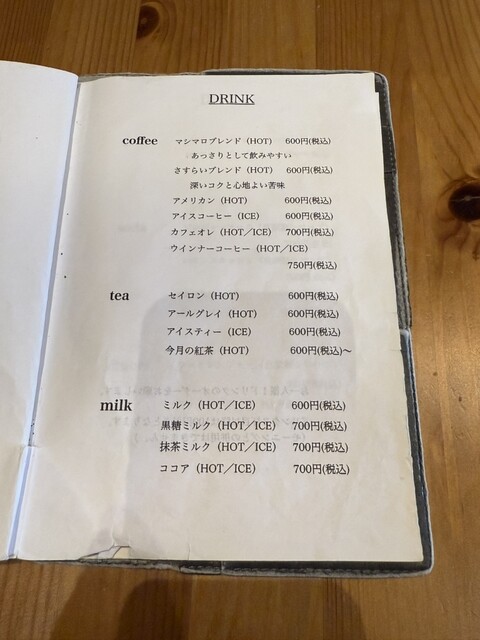 DRINK
coffee マシマロブレンド（HOT） 600円(税込)
あっさりとして飲みやすい
さすらいブレンド（HOT） 600円(税込)
深いコクと心地よい苦味
アメリカン（HOT） 600円(税込)
アイスコーヒー（ICE） 600円(税込)
カフェオレ（HOT／ICE） 700円(税込)
ウインナーコーヒー（HOT／ICE）
750円(税込)
tea セイロン（HOT） 600円(税込)
アールグレイ（HOT） 600円(税込)
アイスティー（ICE） 600円(税込)
今月の紅茶（HOT） 600円(税込)〜
milk ミルク（HOT／ICE） 600円(税込)
黒糖ミルク（HOT／ICE） 700円(税込)
抹茶ミルク（HOT／ICE） 700円(税込)
ココア（HOT／ICE） 700円(税込)